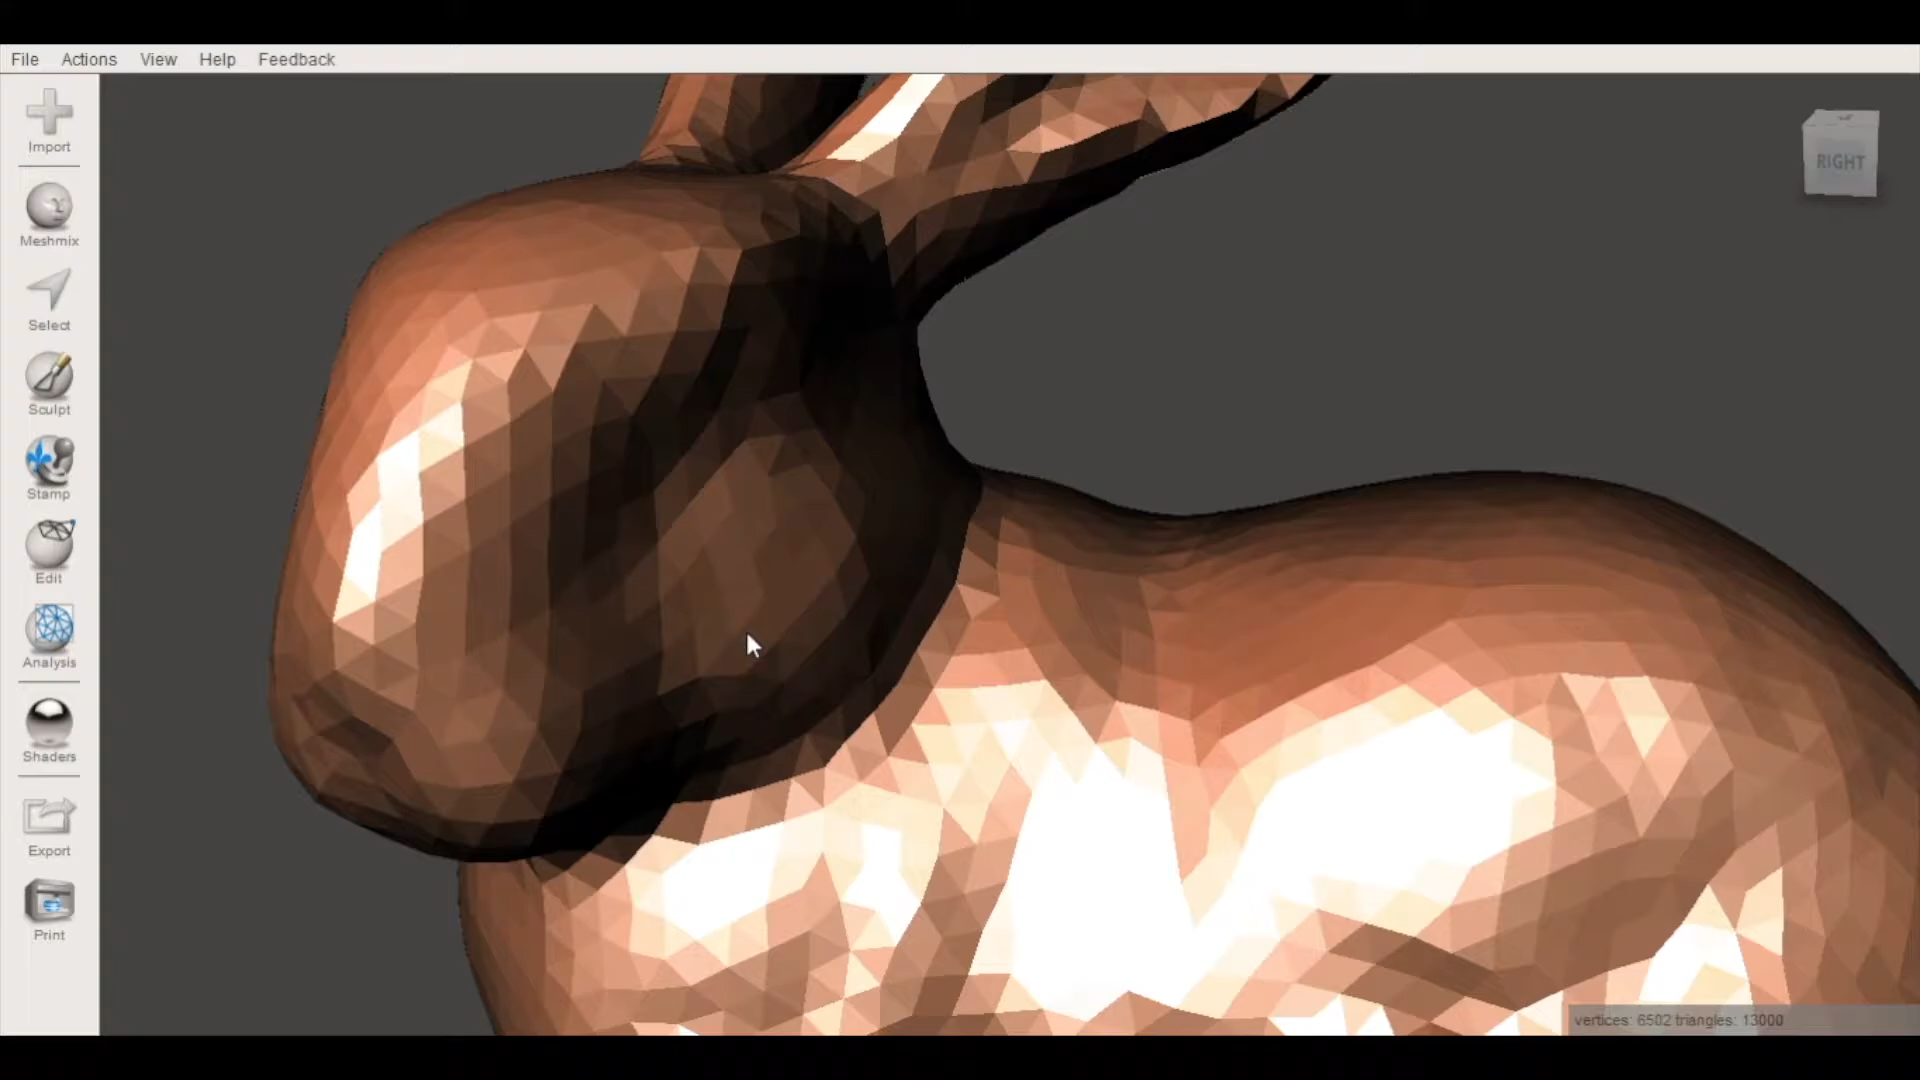 File Actions View Help Feedback
Import
Meshmix
Select
Sculpt
Stamp
Edit
Analysis
Shaders
Export
Print
RIGHT
vertices: 6502 triangles: 13000